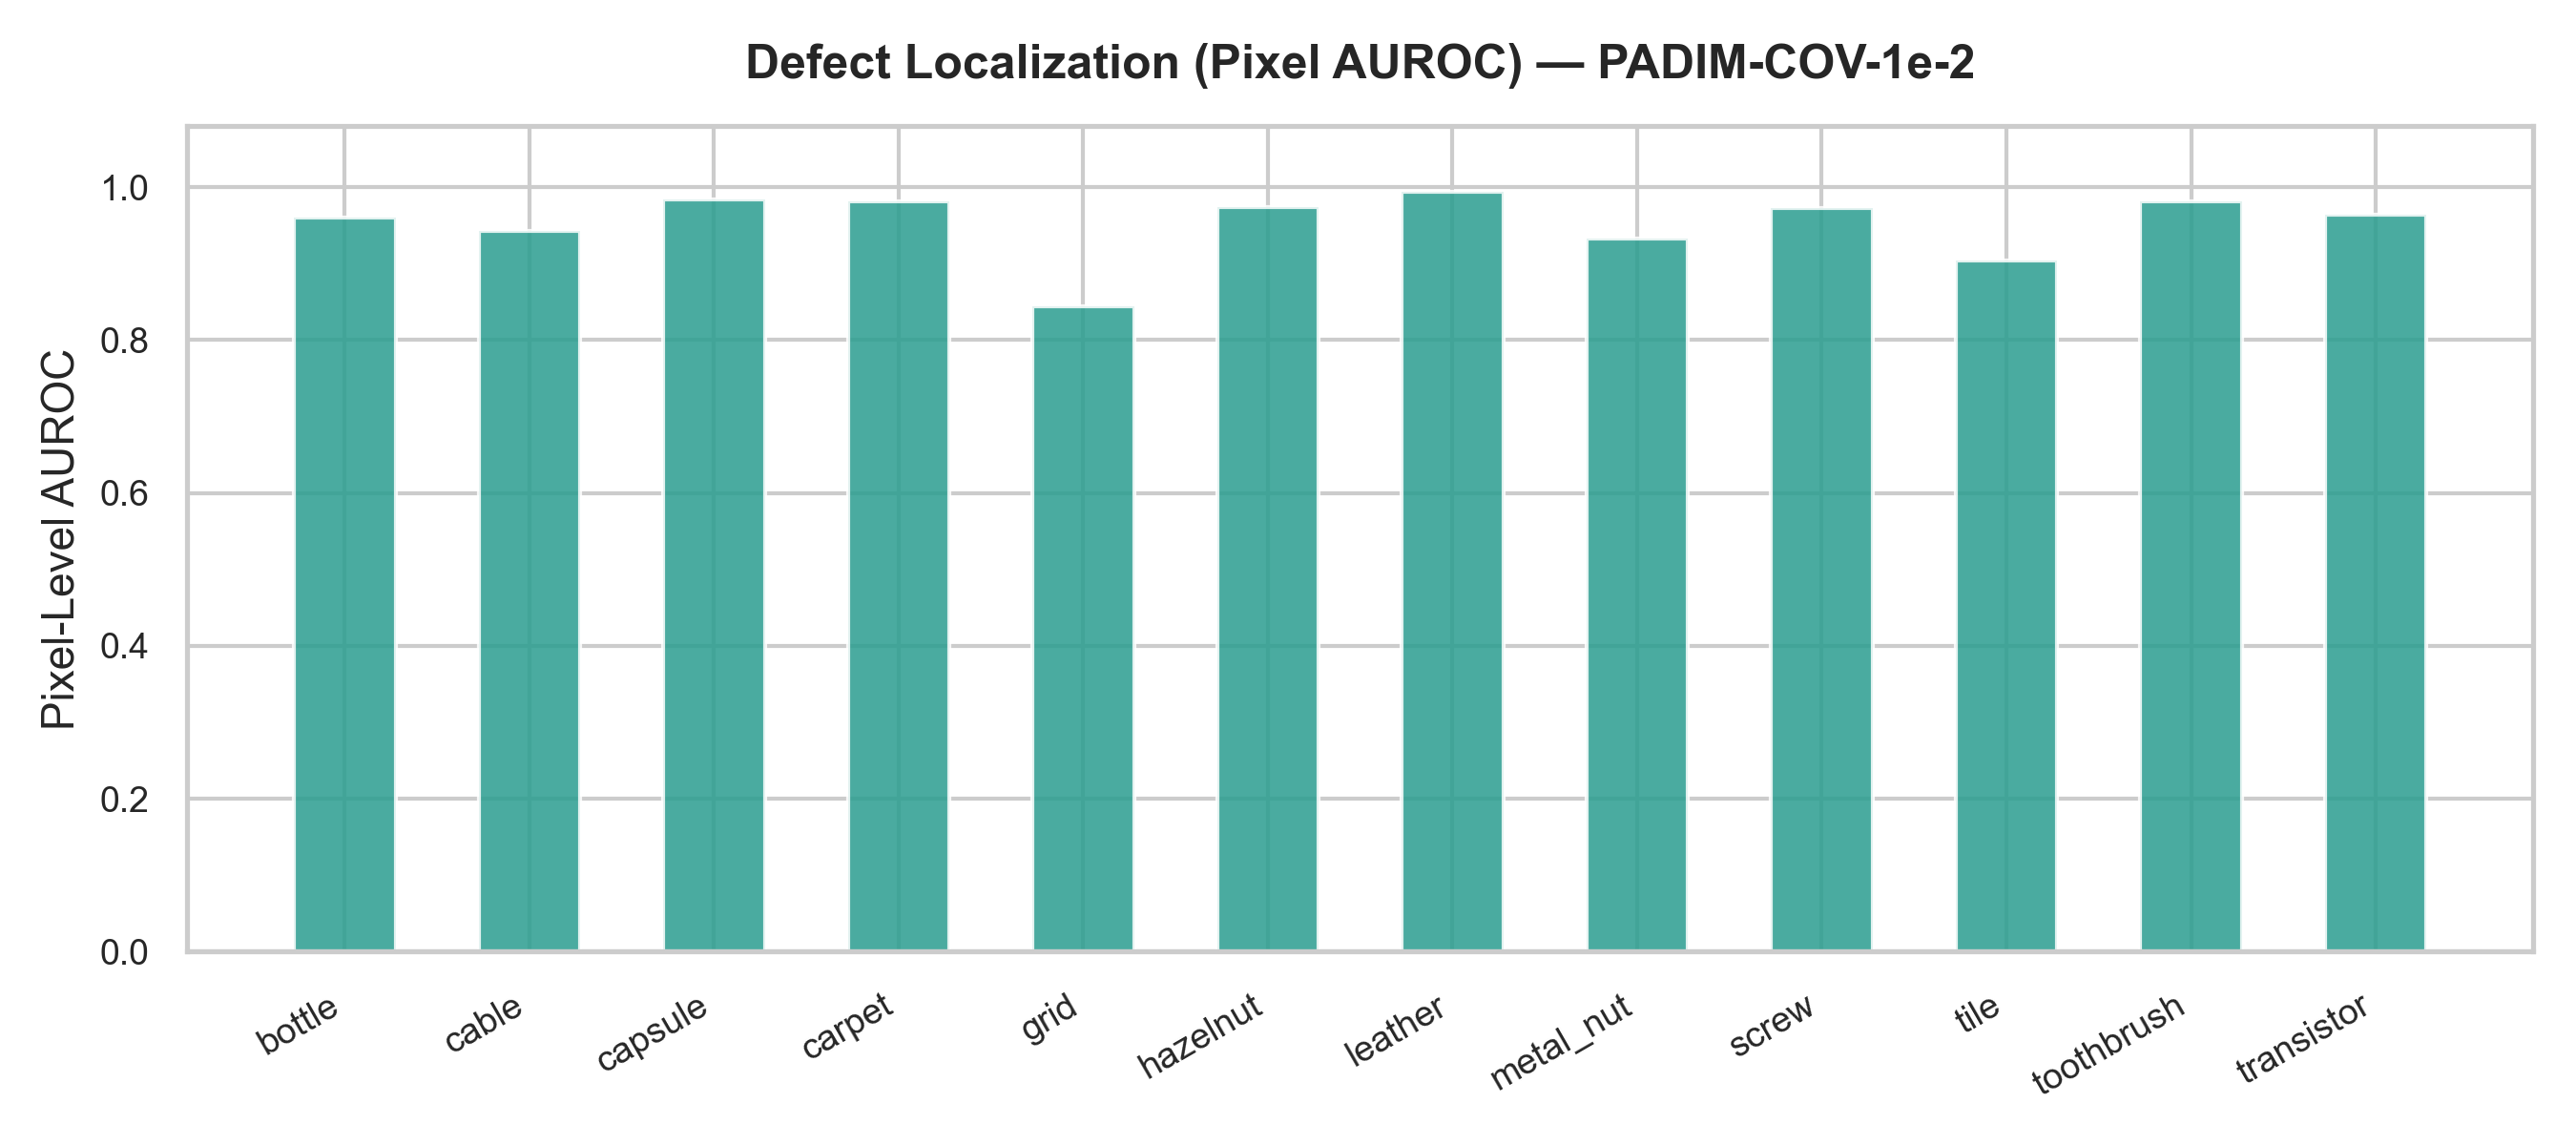 Defect Localization (Pixel AUROC) — PADIM-COV-1e-2
Pixel-Level AUROC
1.0
0.8
0.6
0.4
0.2
0.0
bottle
cable
capsule
carpet
grid
hazelnut
leather
metal_nut
screw
tile
toothbrush
transistor